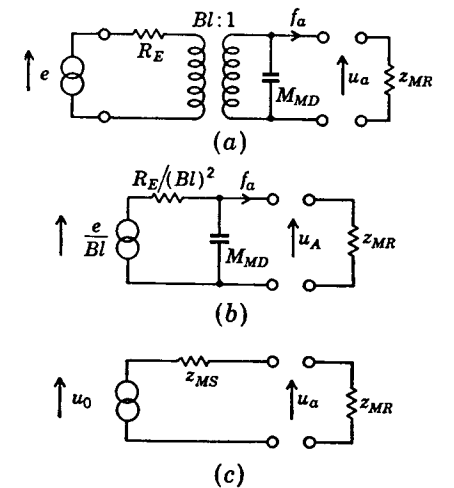 Bl : 1
f_a
e
R_E
M_MD
u_a
z_MR
(a)
R_E/(Bl)^2
f_a
e/Bl
M_MD
u_A
z_MR
(b)
u_0
z_MS
u_a
z_MR
(c)